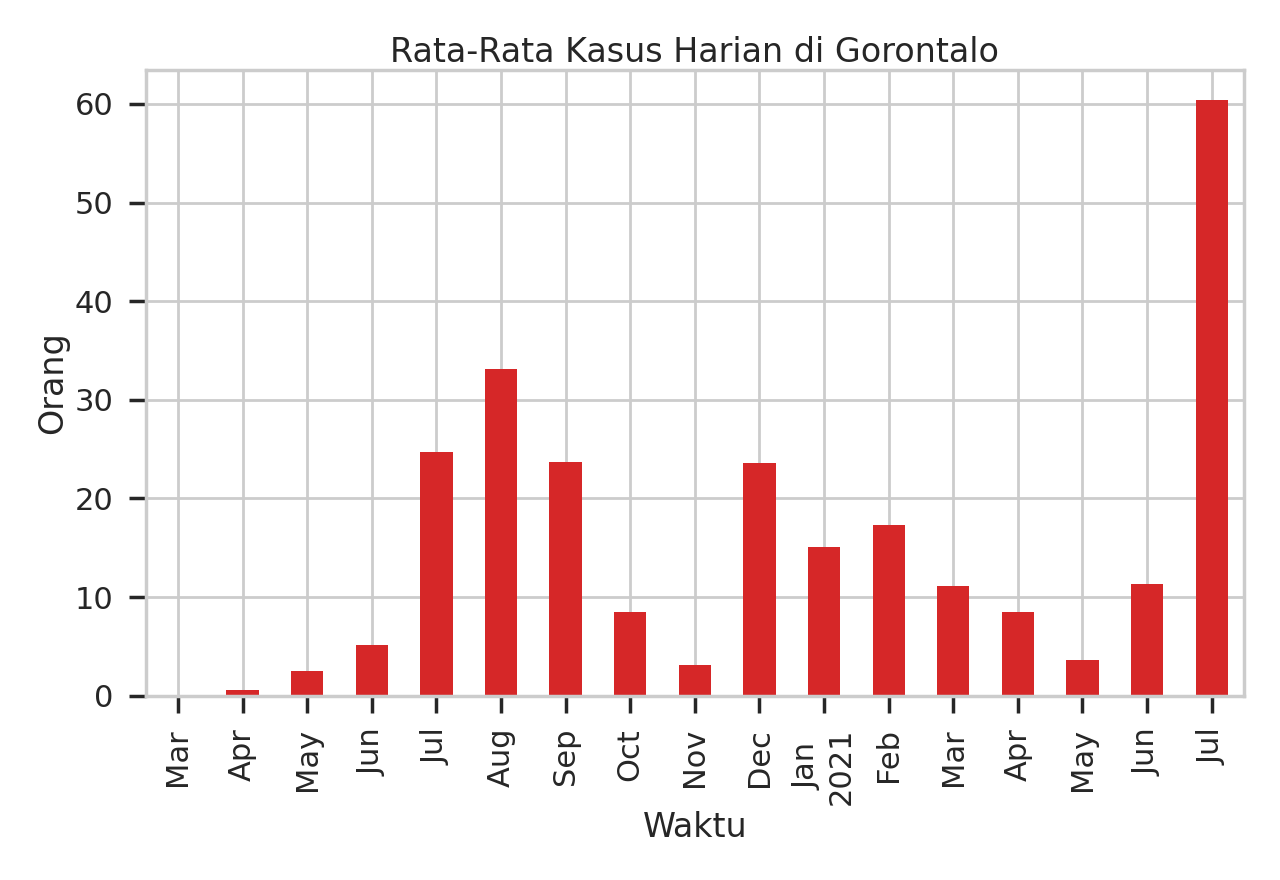 Rata-Rata Kasus Harian di Gorontalo
60
50
40
30
20
10
0
Orang
Mar
Apr
May
Jun
Jul
Aug
Sep
Oct
Nov
Dec
Jan
2021
Feb
Mar
Apr
May
Jun
Jul
Waktu